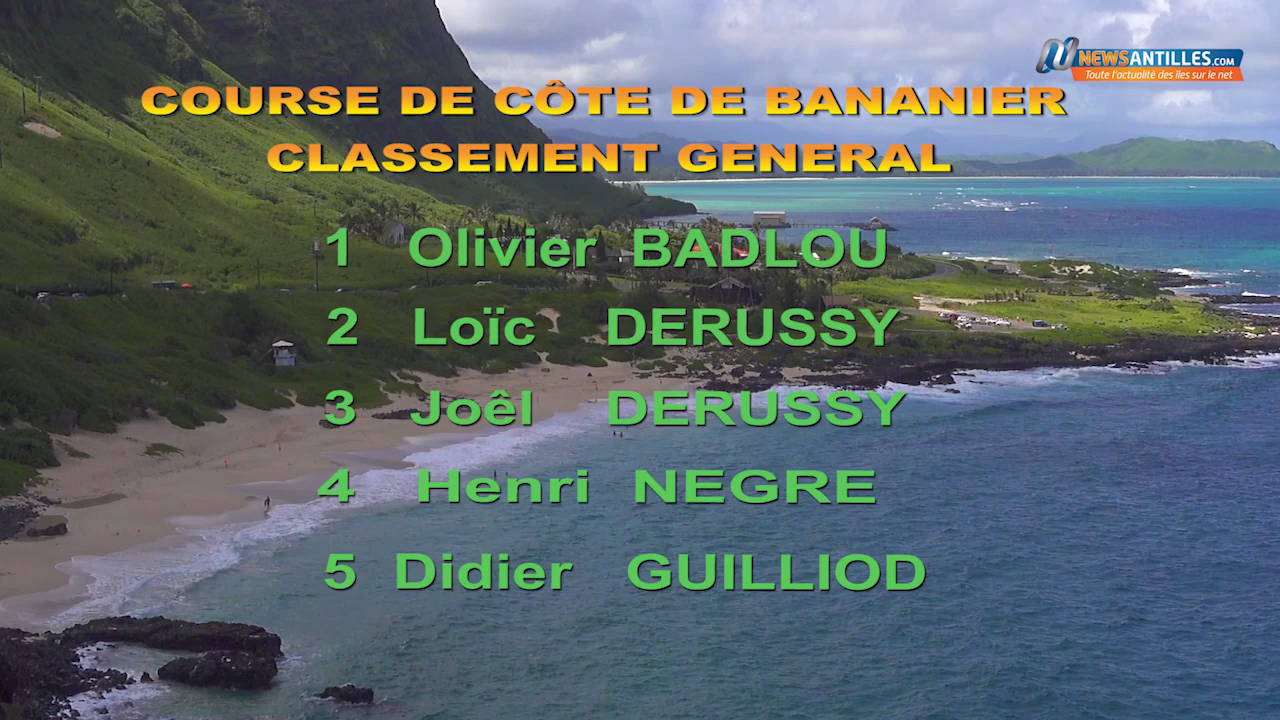 NEWSANTILLES.COM
Toute l'actualité des îles sur le net
COURSE DE CÔTE DE BANANIER
CLASSEMENT GENERAL
1 Olivier BADLOU
2 Loïc DERUSSY
3 Joêl DERUSSY
4 Henri NEGRE
5 Didier GUILLIOD